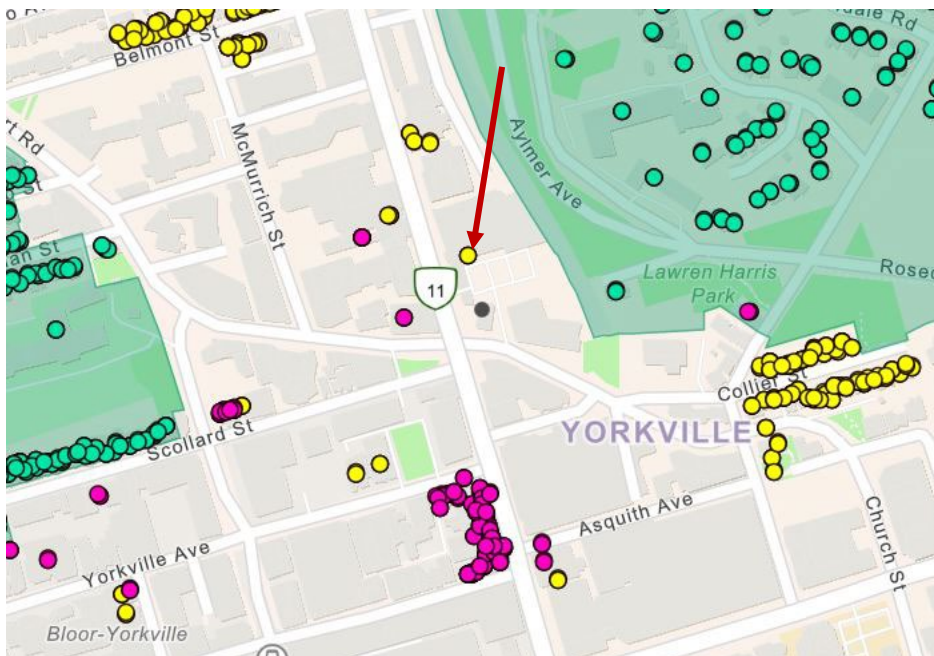 Belmont St
McMurrich St
Aylmer Ave
Lawren Harris
Park
11
Collier St
YORKVILLE
Scollard St
Asquith Ave
Yorkville Ave
Church St
Bloor-Yorkville